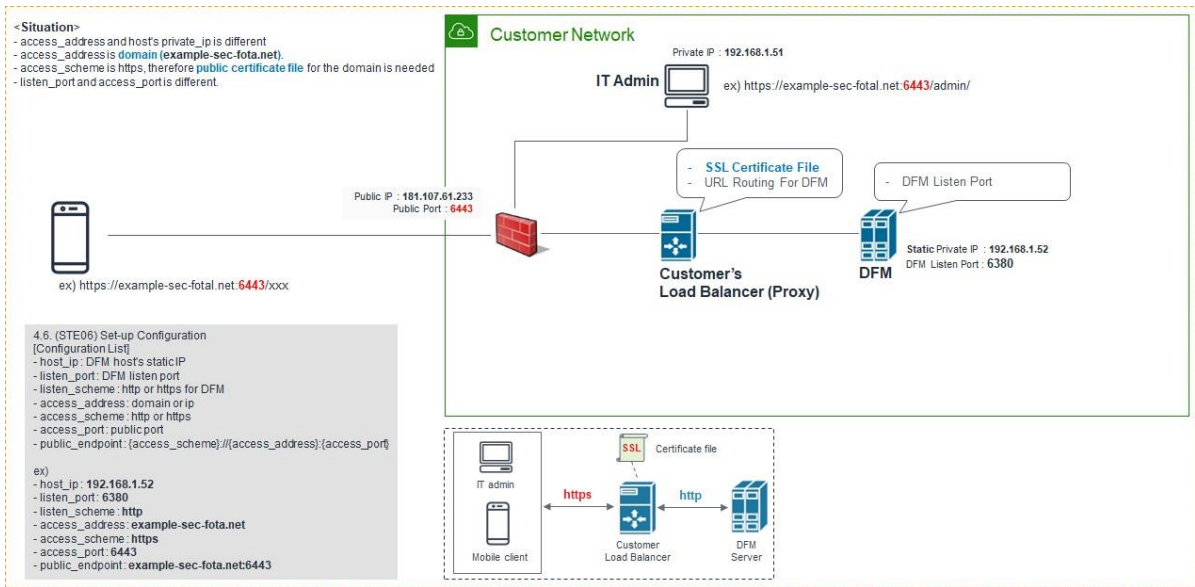 <Situation>
- access_address and host's private_ip is different
- access_address is domain (example-sec-fota.net).
- access_scheme is https, therefore public certificate file for the domain is needed
- listen_port and access_port is different.
Customer Network
Private IP : 192.168.1.51
IT Admin
ex) https://example-sec-fotal.net:6443/admin/
- SSL Certificate File
- URL Routing For DFM
- DFM Listen Port
Public IP : 181.107.61.233
Public Port : 6443
Static Private IP : 192.168.1.52
DFM Listen Port : 6380
Customer's
Load Balancer (Proxy)
DFM
ex) https://example-sec-fotal.net:6443/xxx
4.6. (STE06) Set-up Configuration
[Configuration List]
- host_ip : DFM host's static IP
- listen_port : DFM listen port
- listen_scheme : http or https for DFM
- access_address : domain or ip
- access_scheme : http or https
- access_port : public port
- public_endpoint : {access_scheme}://{access_address}:{access_port}
ex)
- host_ip : 192.168.1.52
- listen_port : 6380
- listen_scheme : http
- access_address : example-sec-fota.net
- access_scheme : https
- access_port : 6443
- public_endpoint : example-sec-fota.net:6443
SSL
Certificate file
IT admin
https
http
Mobile client
Customer
Load Balancer
DFM
Server